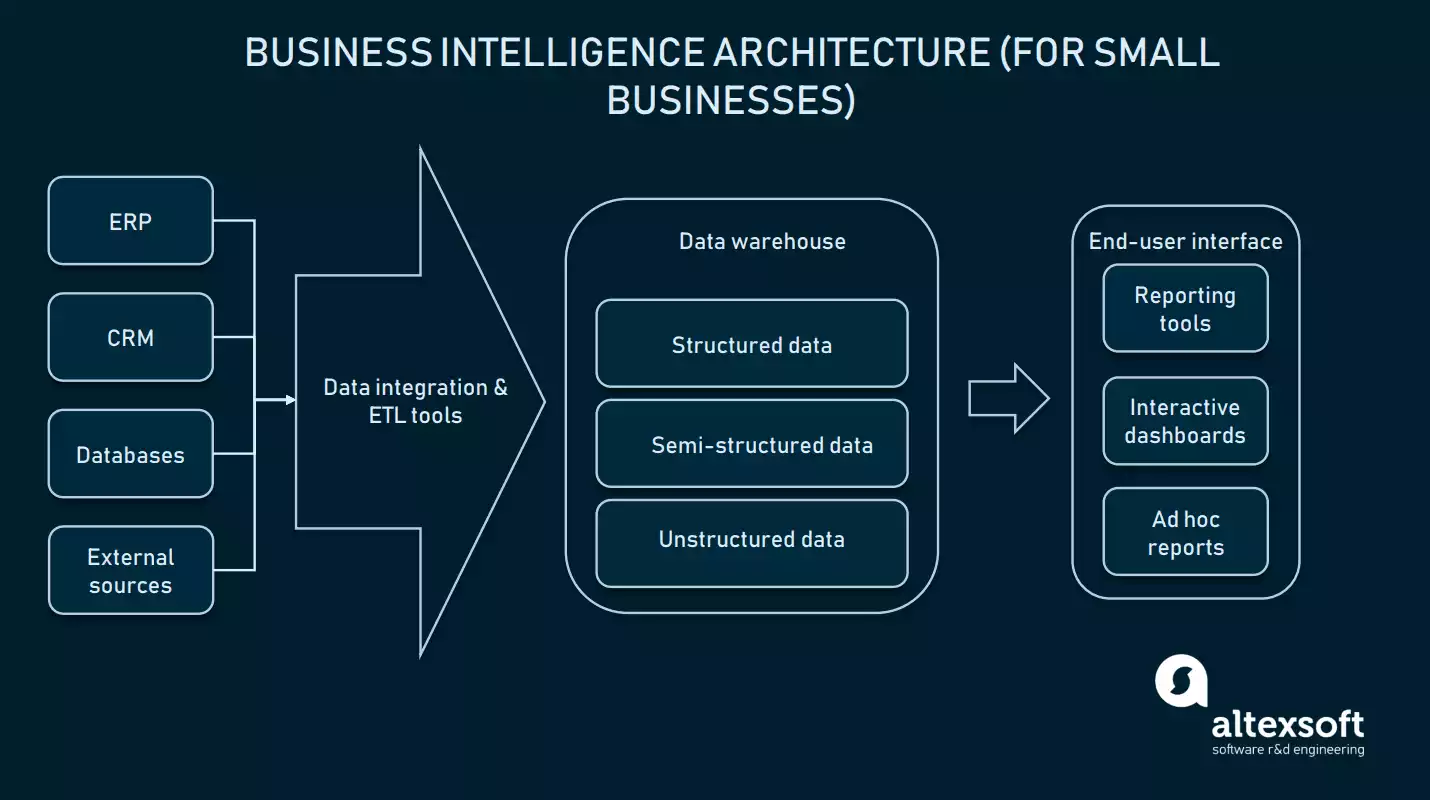 BUSINESS INTELLIGENCE ARCHITECTURE (FOR SMALL
BUSINESSES)
ERP
CRM
Databases
External
sources
Data integration &
ETL tools
Data warehouse
Structured data
Semi-structured data
Unstructured data
End-user interface
Reporting
tools
Interactive
dashboards
Ad hoc
reports
altexsoft
software r&d engineering